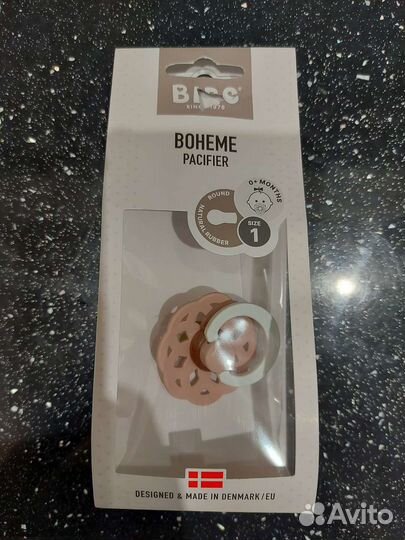 BIBS
SINCE 1978
BOHEME
PACIFIER
0+ MONTHS
ROUND
NATURAL RUBBER
SIZE
1
DESIGNED & MADE IN DENMARK/EU
Avito